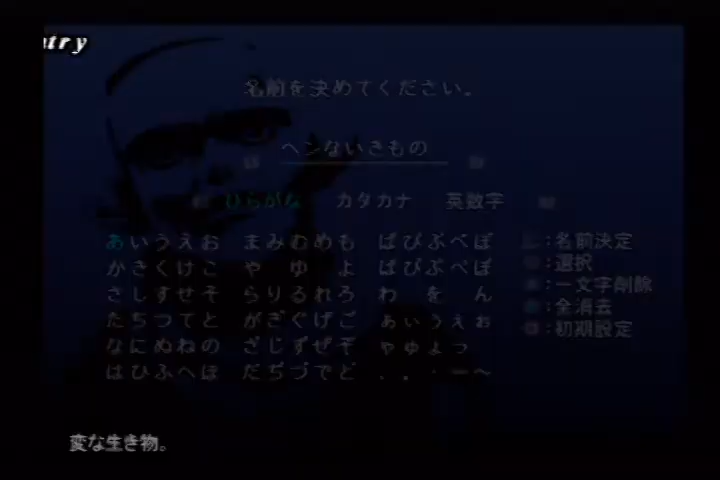 名前を決めてください。
ヘンないきもの
ひらがな カタカナ 英数字
あいうえお まみむめも ばびぶべぼ
かきくけこ や ゆ よ ぱぴぷぺぽ
さしすせそ らりるれろ わ を ん
たちつてと がぎぐげご ぁぃぅぇぉ
なにぬねの ざじずぜぞ ゃゅょっ
はひふへほ だぢづでど 、。・ー～
:名前決定
:選択
:一文字削除
:全消去
:初期設定
変な生き物。